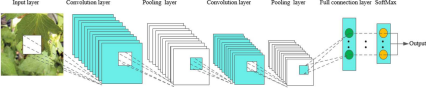 Input layer
Convolution layer
Pooling layer
Convolution layer
Pooling layer
Full connection layer
SoftMax
Output